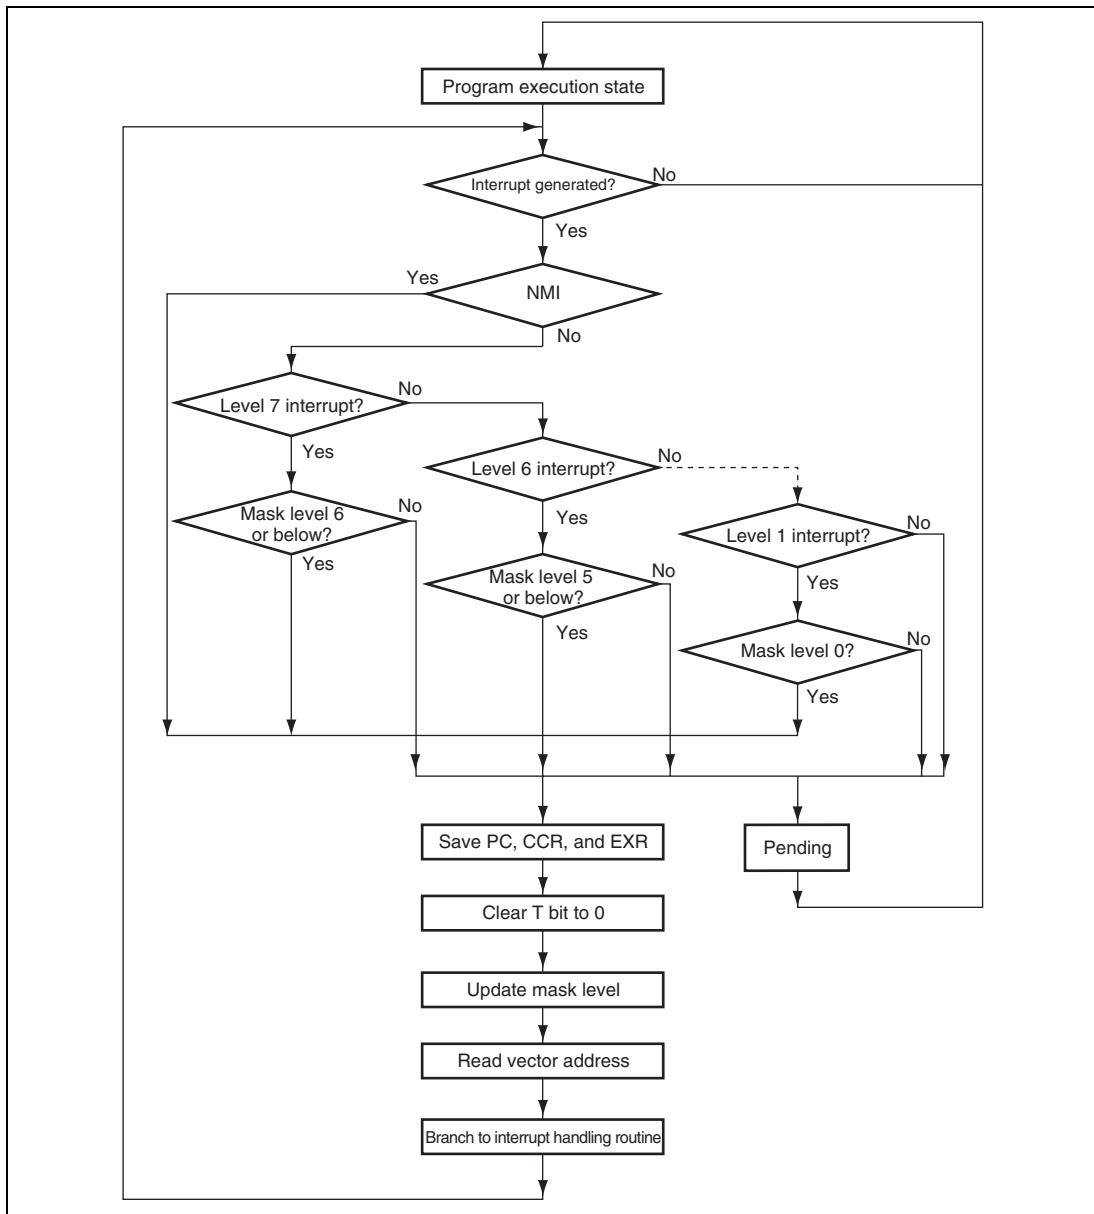 Program execution state
Interrupt generated?
No
Yes
Yes
NMI
No
Level 7 interrupt?
No
Yes
Level 6 interrupt?
No
Mask level 6
or below?
No
Yes
Yes
Level 1 interrupt?
No
Mask level 5
or below?
No
Yes
Yes
Mask level 0?
No
Yes
Save PC, CCR, and EXR
Pending
Clear T bit to 0
Update mask level
Read vector address
Branch to interrupt handling routine